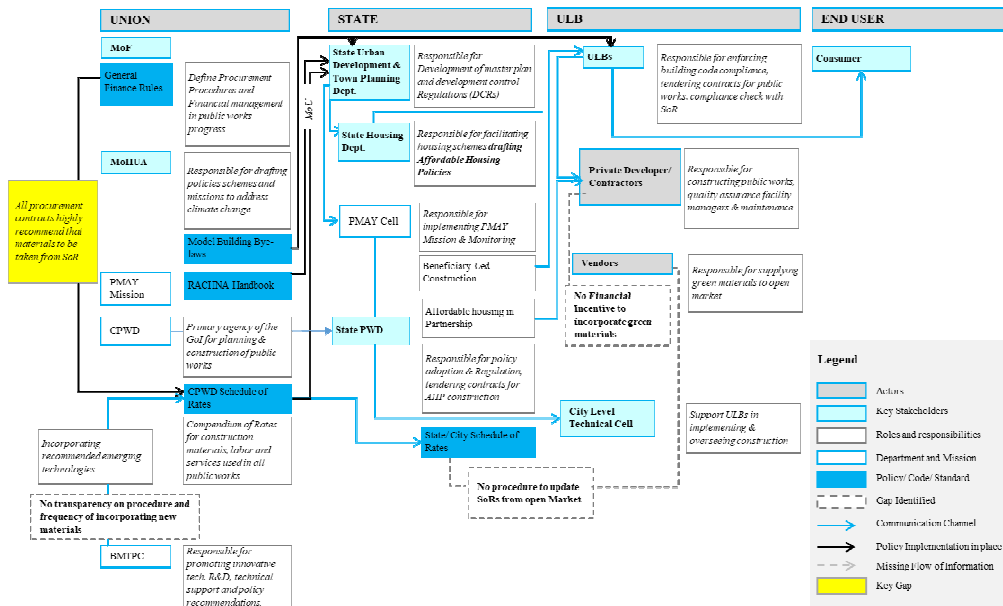 UNION
STATE
ULB
END USER
MoF
General
Finance Rules
Define Procurement
Procedures and
Financial management
in public works
progress
MoHUA
Responsible for drafting
policies schemes and
missions to address
climate change
All procurement
contracts highly
recommend that
materials to be
taken from SoR
Model Building Bye-
laws
PMAY
Mission
RACHNA Handbook
CPWD
Primary agency of the
GoI for planning &
construction of public
works
CPWD Schedule of
Rates
Compendium of Rates
for construction
materials, labor and
services used in all
public works
Incorporating
recommended emerging
technologies
No transparency on procedure and
frequency of incorporating new
materials
BMTPC
Responsible for
promoting innovative
tech. R&D, technical
support and policy
recommendations.
MoU
State Urban
Development &
Town Planning
Dept.
Responsible for
Development of master plan
and development control
Regulations (DCRs)
State Housing
Dept.
Responsible for facilitating
housing schemes drafting
Affordable Housing
Policies
PMAY Cell
Responsible for
implementing PMAY
Mission & Monitoring
Beneficiary Led
Construction
Affordable housing in
Partnership
State PWD
Responsible for policy
adoption & Regulation,
tendering contracts for
AHP construction
State/ City Schedule of
Rates
No procedure to update
SoRs from open Market
ULBs
Responsible for enforcing
building code compliance,
tendering contracts for public
works, compliance check with
SoR
Private Developer/
Contractors
Responsible for
constructing public works,
quality assurance facility
managers & maintenance
Vendors
Responsible for supplying
green materials to open
market
No Financial
Incentive to
incorporate green
materials
City Level
Technical Cell
Support ULBs in
implementing &
overseeing construction
Consumer
Legend
Actors
Key Stakeholders
Roles and responsibilities
Department and Mission
Policy/ Code/ Standard
Gap Identified
Communication Channel
Policy Implementation in place
Missing Flow of Information
Key Gap